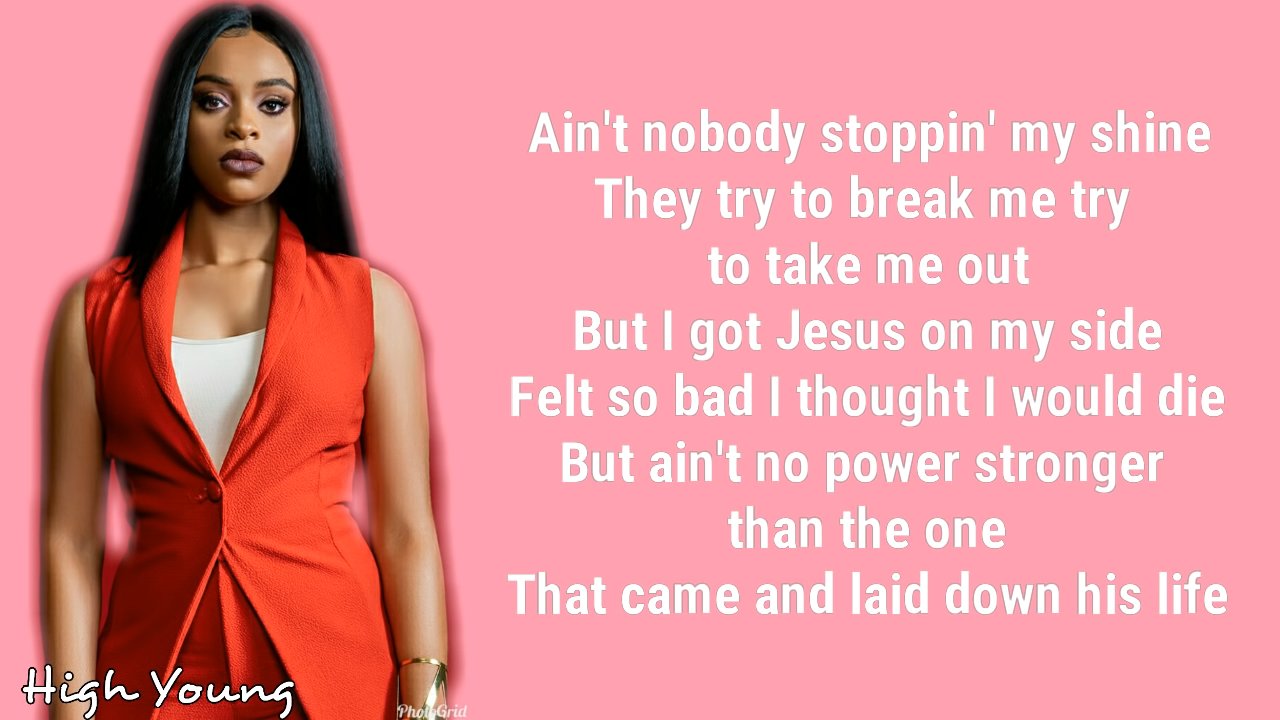 Ain't nobody stoppin' my shine
They try to break me try
to take me out
But I got Jesus on my side
Felt so bad I thought I would die
But ain't no power stronger
than the one
That came and laid down his life
High Young
PhotoGrid